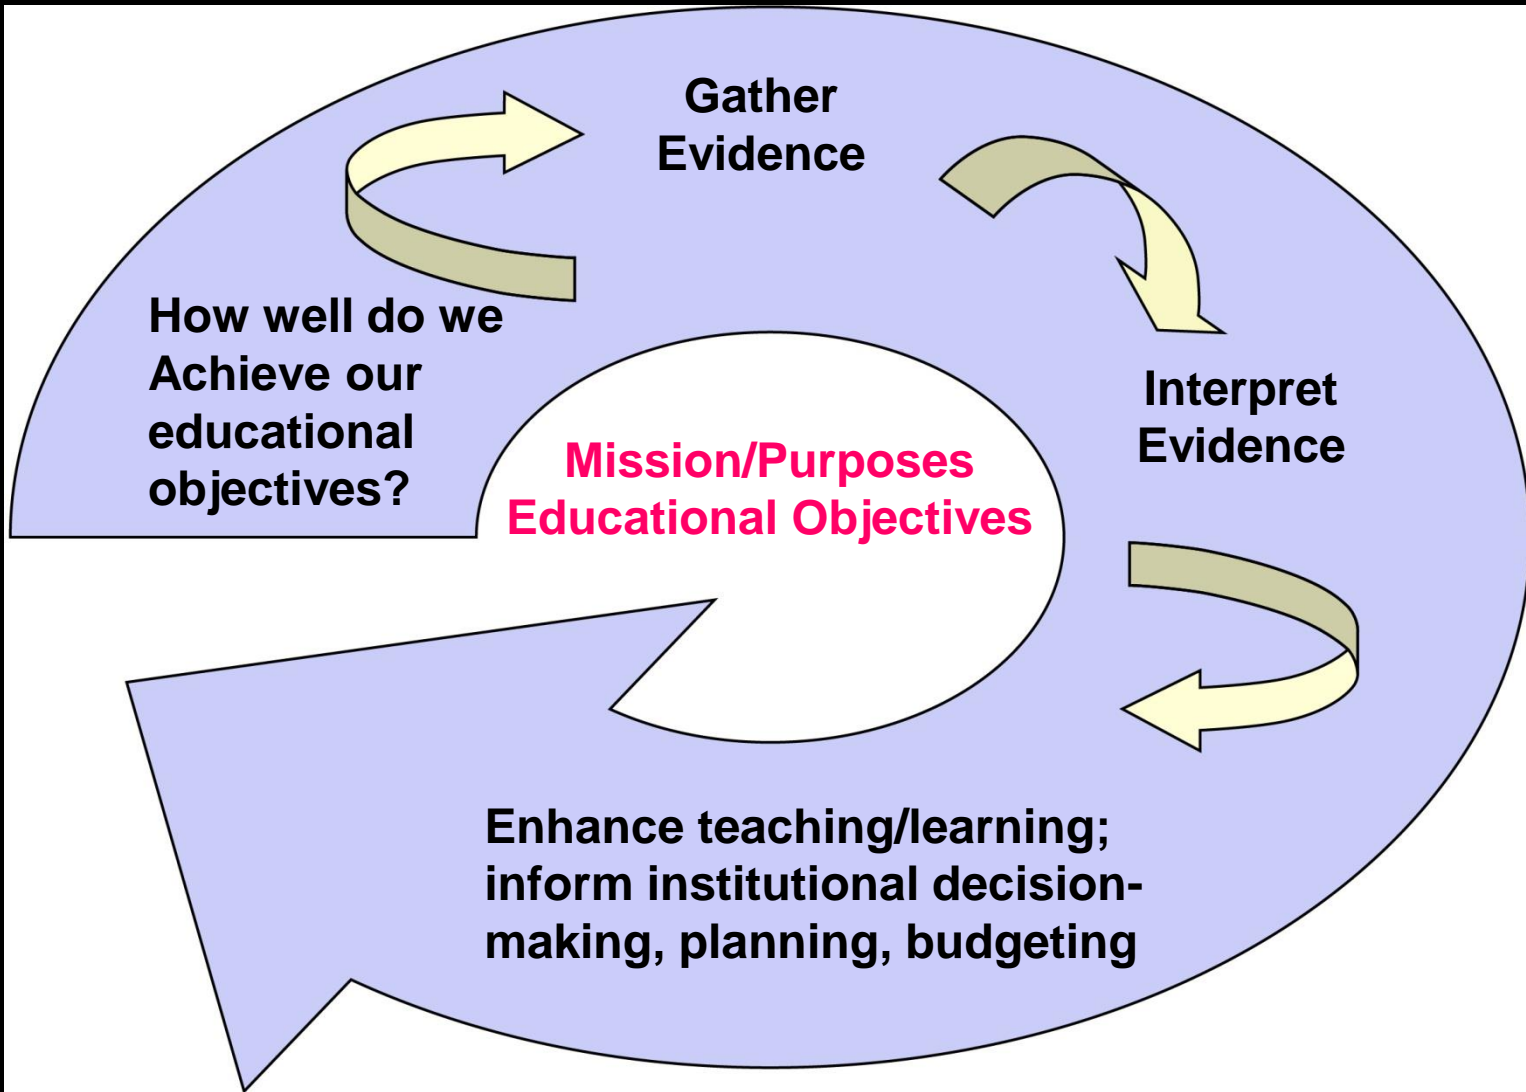 Gather
Evidence
How well do we
Achieve our
educational
objectives?
Interpret
Evidence
Mission/Purposes
Educational Objectives
Enhance teaching/learning;
inform institutional decision-
making, planning, budgeting